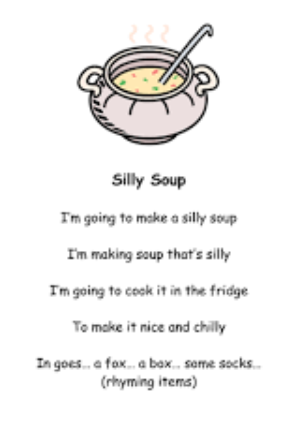 Silly Soup
I'm going to make a silly soup
I'm making soup that's silly
I'm going to cook it in the fridge
To make it nice and chilly
In goes... a fox... a box... some socks...
(rhyming items)